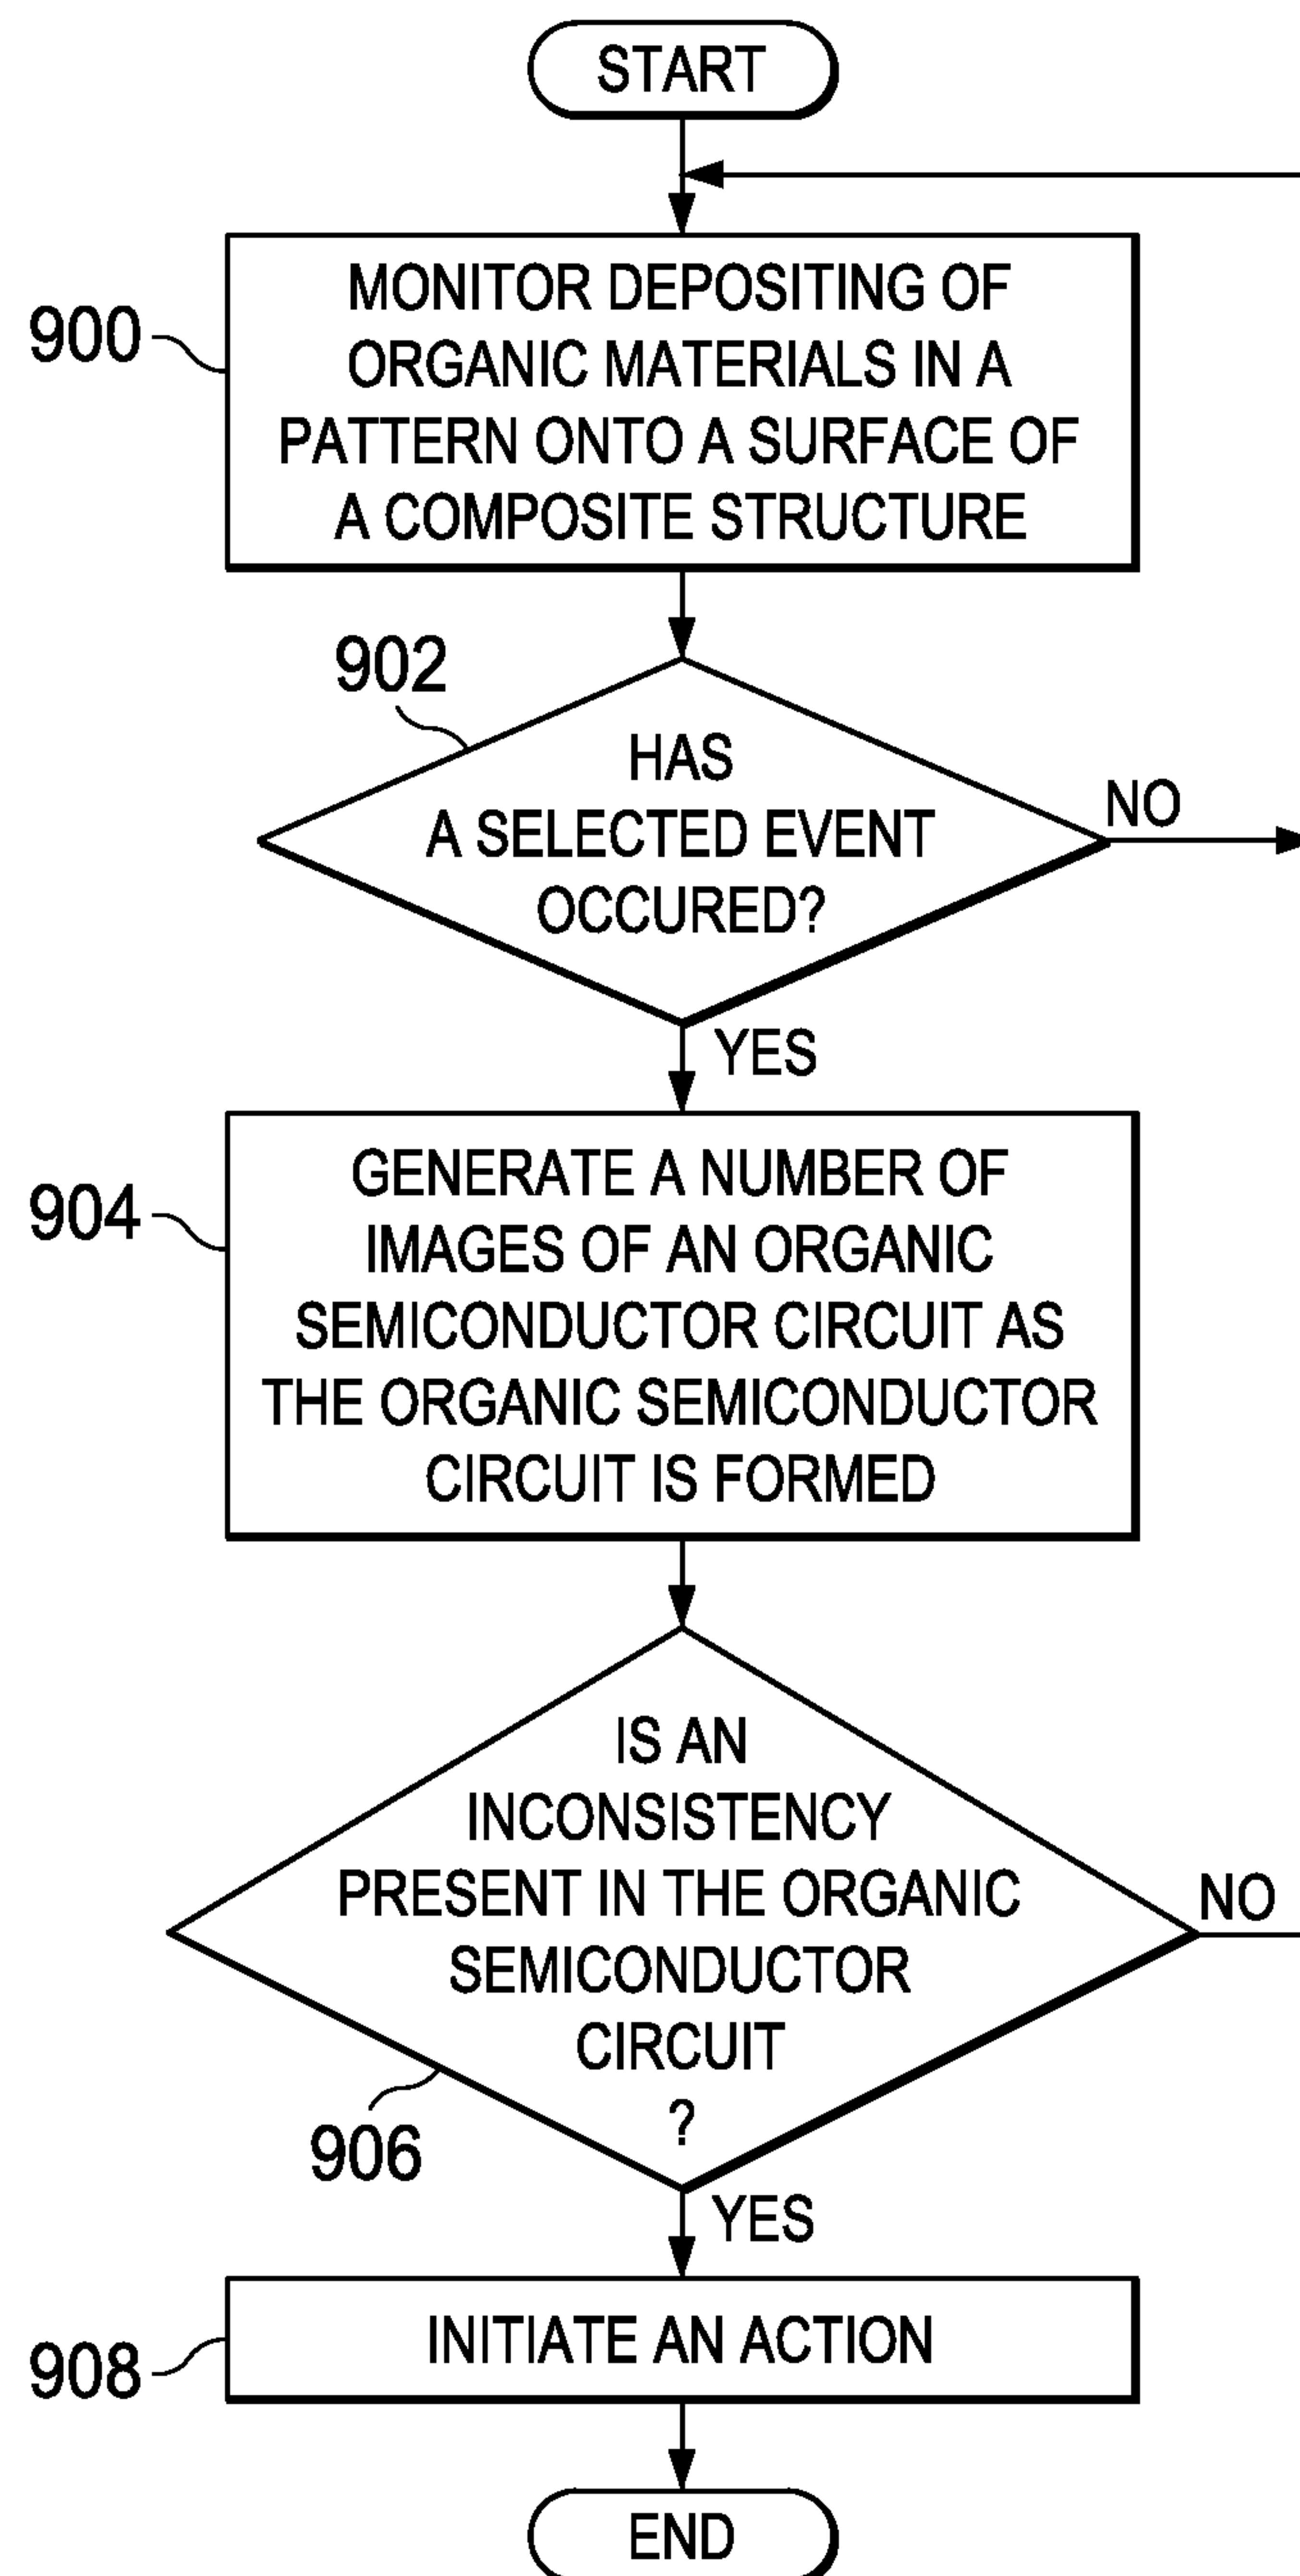 START
900
MONITOR DEPOSITING OF
ORGANIC MATERIALS IN A
PATTERN ONTO A SURFACE OF
A COMPOSITE STRUCTURE
902
HAS
A SELECTED EVENT
OCCURED?
NO
YES
904
GENERATE A NUMBER OF
IMAGES OF AN ORGANIC
SEMICONDUCTOR CIRCUIT AS
THE ORGANIC SEMICONDUCTOR
CIRCUIT IS FORMED
IS AN
INCONSISTENCY
PRESENT IN THE ORGANIC
SEMICONDUCTOR
CIRCUIT
?
NO
906
YES
908
INITIATE AN ACTION
END